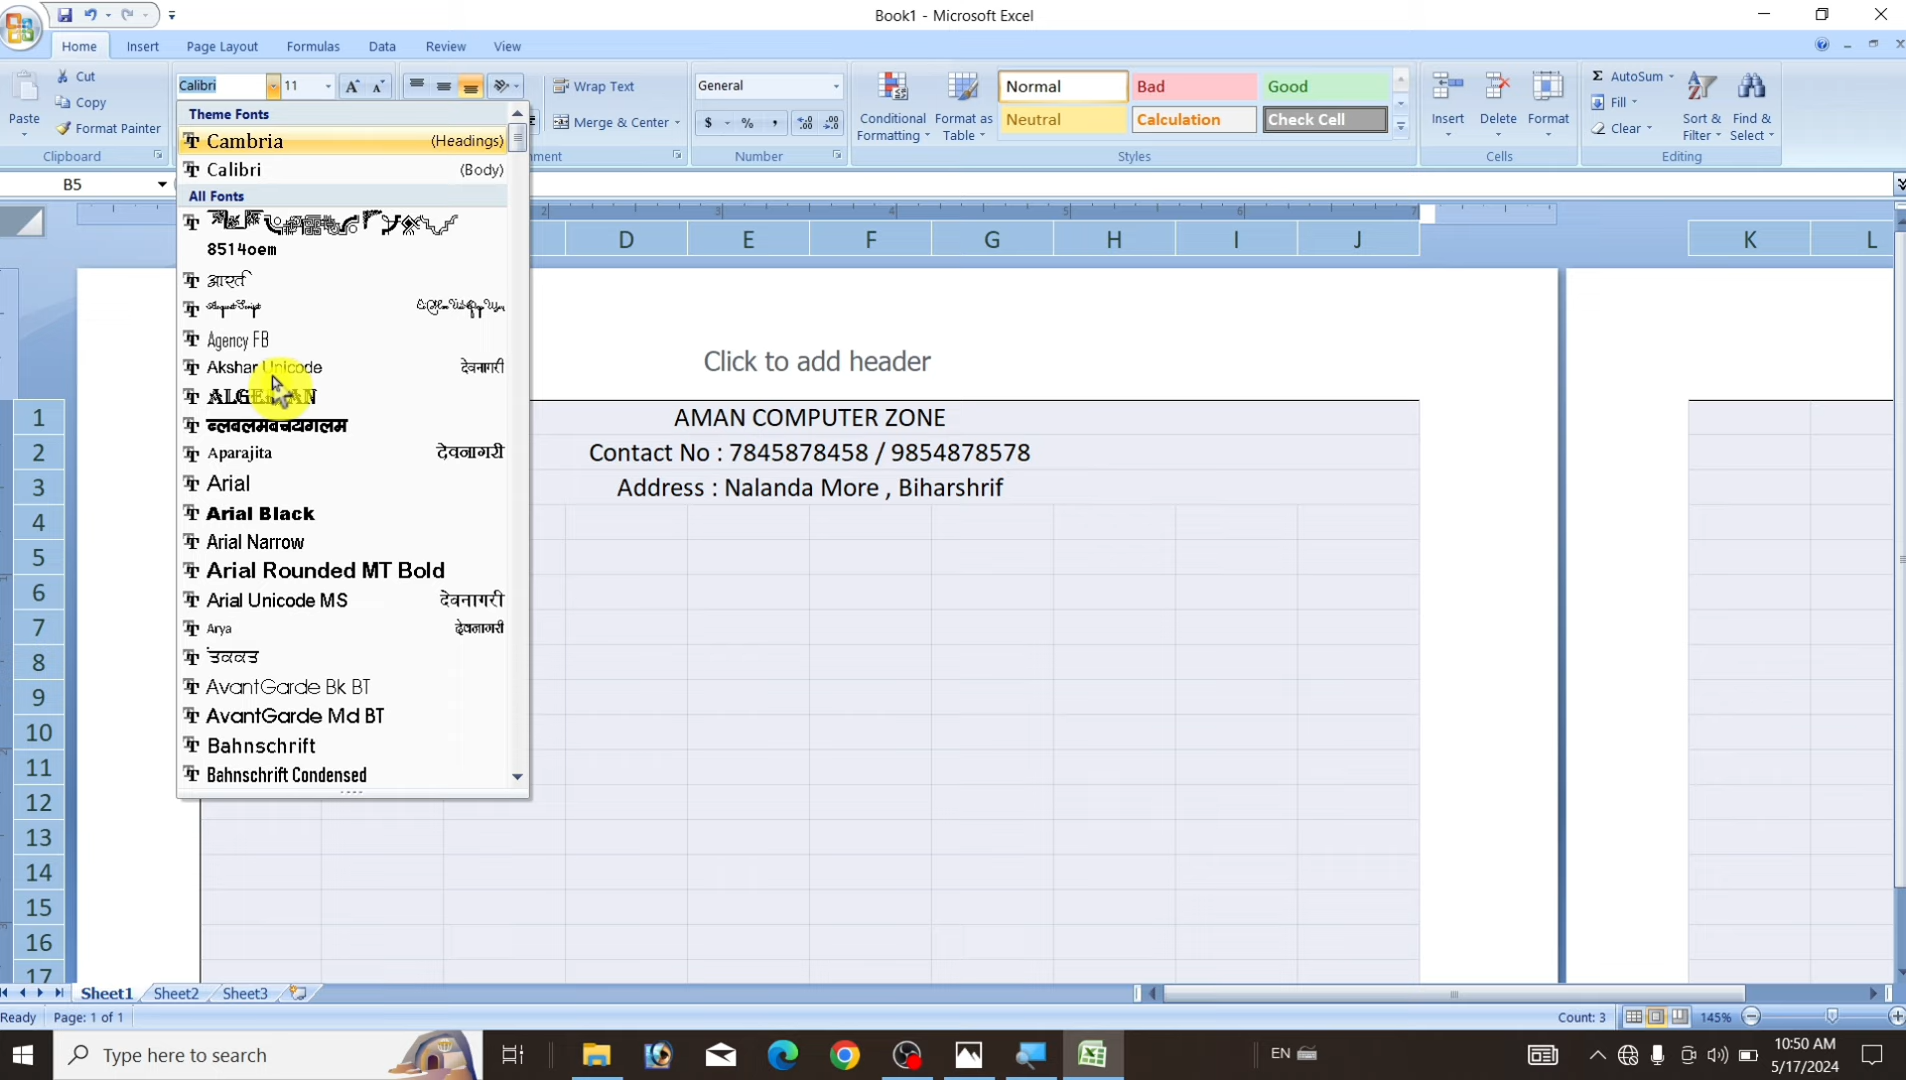 Book1 - Microsoft Excel
Home Insert Page Layout Formulas Data Review View
Paste
Cut
Copy
Format Painter
Clipboard
Calibri 11
Wrap Text
Merge & Center
General
$ % ,
Number
Conditional Formatting
Format as Table
Normal Bad Good
Neutral Calculation Check Cell
Styles
Insert Delete Format
Cells
Σ AutoSum
Fill
Clear
Sort & Filter
Find & Select
Editing
B5
Theme Fonts
Cambria (Headings)
Calibri (Body)
All Fonts
8514oem
आरती
Agency FB
Akshar Unicode देवनागरी
ALGERIAN
Aparajita देवनागरी
Arial
Arial Black
Arial Narrow
Arial Rounded MT Bold
Arial Unicode MS देवनागरी
Arya देवनागरी
AvantGarde Bk BT
AvantGarde Md BT
Bahnschrift
Bahnschrift Condensed
D E F G H I J K L
Click to add header
1 AMAN COMPUTER ZONE
2 Contact No : 7845878458 / 9854878578
3 Address : Nalanda More , Biharshrif
4
5
6
7
8
9
10
11
12
13
14
15
16
17
Sheet1 Sheet2 Sheet3
Ready Page: 1 of 1 Count: 3 145%
Type here to search
EN
10:50 AM
5/17/2024